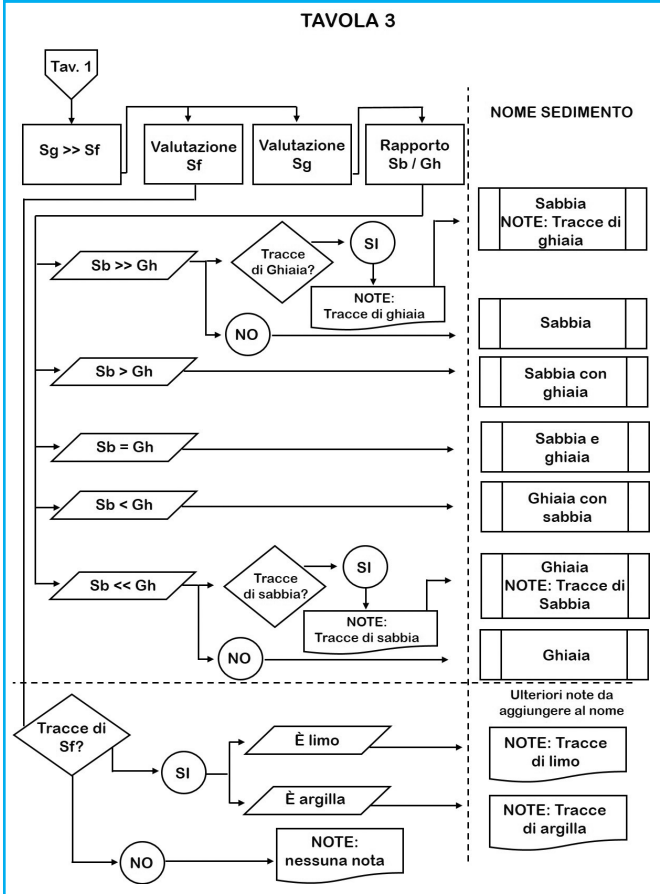 TAVOLA 3
Tav. 1
NOME SEDIMENTO
Sg >> Sf
Valutazione
Sf
Valutazione
Sg
Rapporto
Sb / Gh
Sabbia
NOTE: Tracce di
ghiaia
Sb >> Gh
Tracce
di Ghiaia?
SI
NOTE:
Tracce di ghiaia
NO
Sabbia
Sb > Gh
Sabbia con
ghiaia
Sb = Gh
Sabbia e
ghiaia
Sb < Gh
Ghiaia con
sabbia
Sb << Gh
Tracce
di sabbia?
SI
NOTE:
Tracce di sabbia
Ghiaia
NOTE: Tracce di
Sabbia
NO
Ghiaia
Ulteriori note da
aggiungere al nome
Tracce di
Sf?
SI
È limo
NOTE: Tracce
di limo
È argilla
NOTE: Tracce
di argilla
NO
NOTE:
nessuna nota